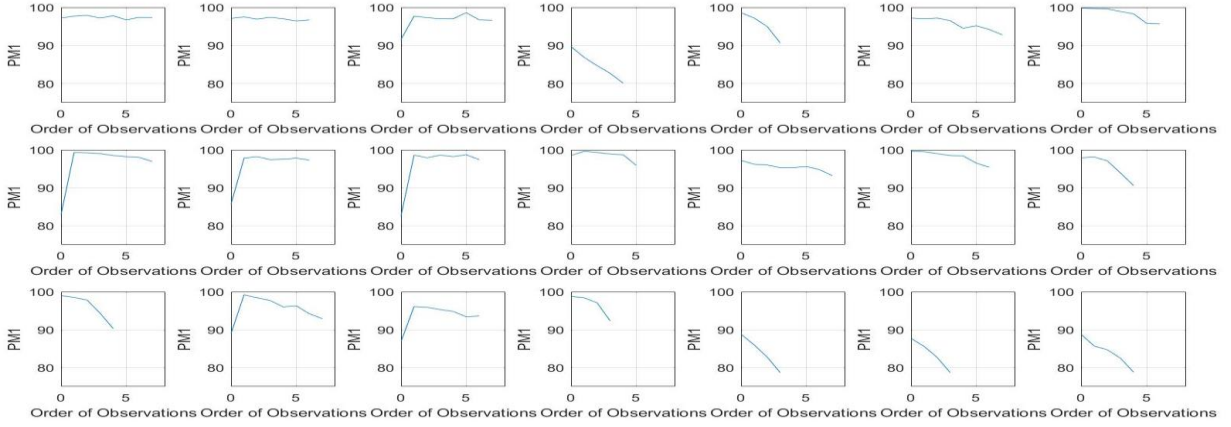 100 100 100 100 100 100 100
PM1 PM1 PM1 PM1 PM1 PM1 PM1
90 90 90 90 90 90 90
80 80 80 80 80 80 80
0 5 0 5 0 5 0 5 0 5 0 5 0 5
Order of Observations Order of Observations Order of Observations Order of Observations Order of Observations Order of Observations Order of Observations
100 100 100 100 100 100 100
PM1 PM1 PM1 PM1 PM1 PM1 PM1
90 90 90 90 90 90 90
80 80 80 80 80 80 80
0 5 0 5 0 5 0 5 0 5 0 5 0 5
Order of Observations Order of Observations Order of Observations Order of Observations Order of Observations Order of Observations Order of Observations
100 100 100 100 100 100 100
PM1 PM1 PM1 PM1 PM1 PM1 PM1
90 90 90 90 90 90 90
80 80 80 80 80 80 80
0 5 0 5 0 5 0 5 0 5 0 5 0 5
Order of Observations Order of Observations Order of Observations Order of Observations Order of Observations Order of Observations Order of Observations